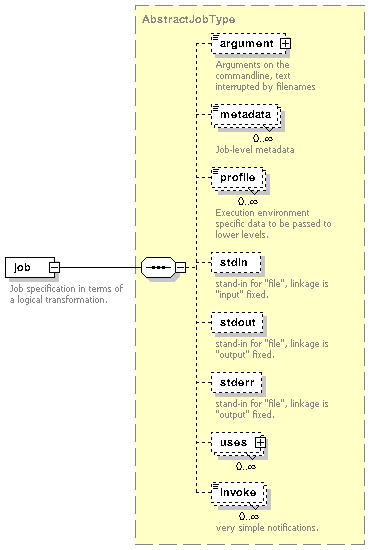 AbstractJobType
argument
Arguments on the
commandline, text
interrupted by filenames
metadata
0..∞
Job-level metadata
profile
0..∞
Execution environment
specific data to be passed to
lower levels.
job
Job specification in terms of
a logical transformation.
stdin
stand-in for "file", linkage is
"input" fixed.
stdout
stand-in for "file", linkage is
"output" fixed.
stderr
stand-in for "file", linkage is
"output" fixed.
uses
0..∞
invoke
0..∞
very simple notifications.